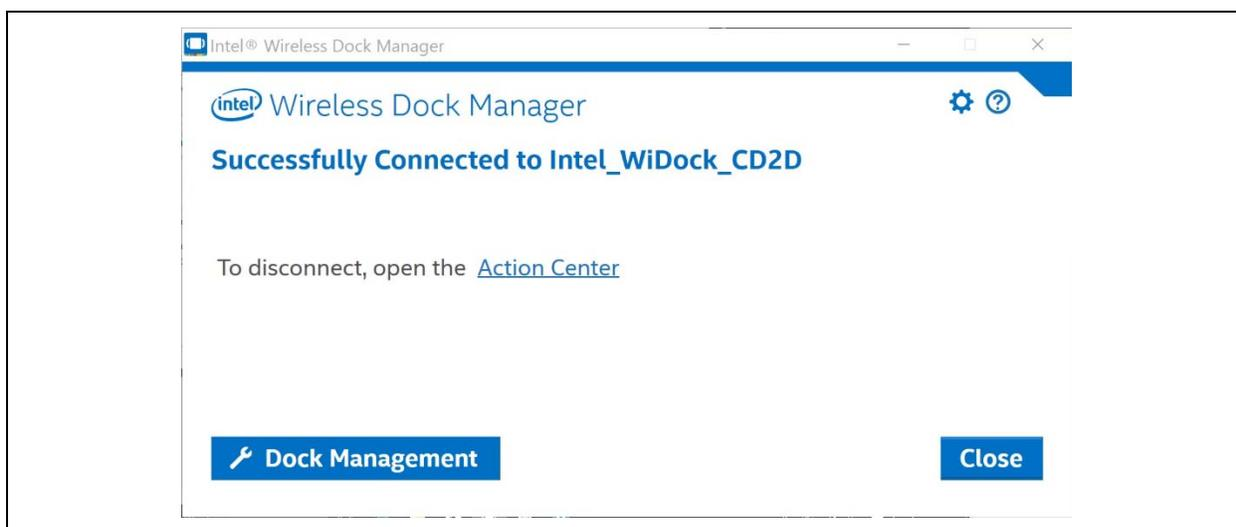 Intel® Wireless Dock Manager
intel Wireless Dock Manager
Successfully Connected to Intel_WiDock_CD2D
To disconnect, open the Action Center
Dock Management
Close